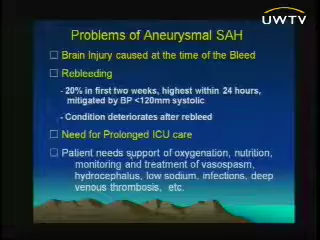 UWTV
Problems of Aneurysmal SAH
Brain Injury caused at the time of the Bleed
Rebleeding
- 20% in first two weeks, highest within 24 hours,
mitigated by BP <120mm systolic
- Condition deteriorates after rebleed
Need for Prolonged ICU care
Patient needs support of oxygenation, nutrition,
monitoring and treatment of vasospasm,
hydrocephalus, low sodium, infections, deep
venous thrombosis, etc.